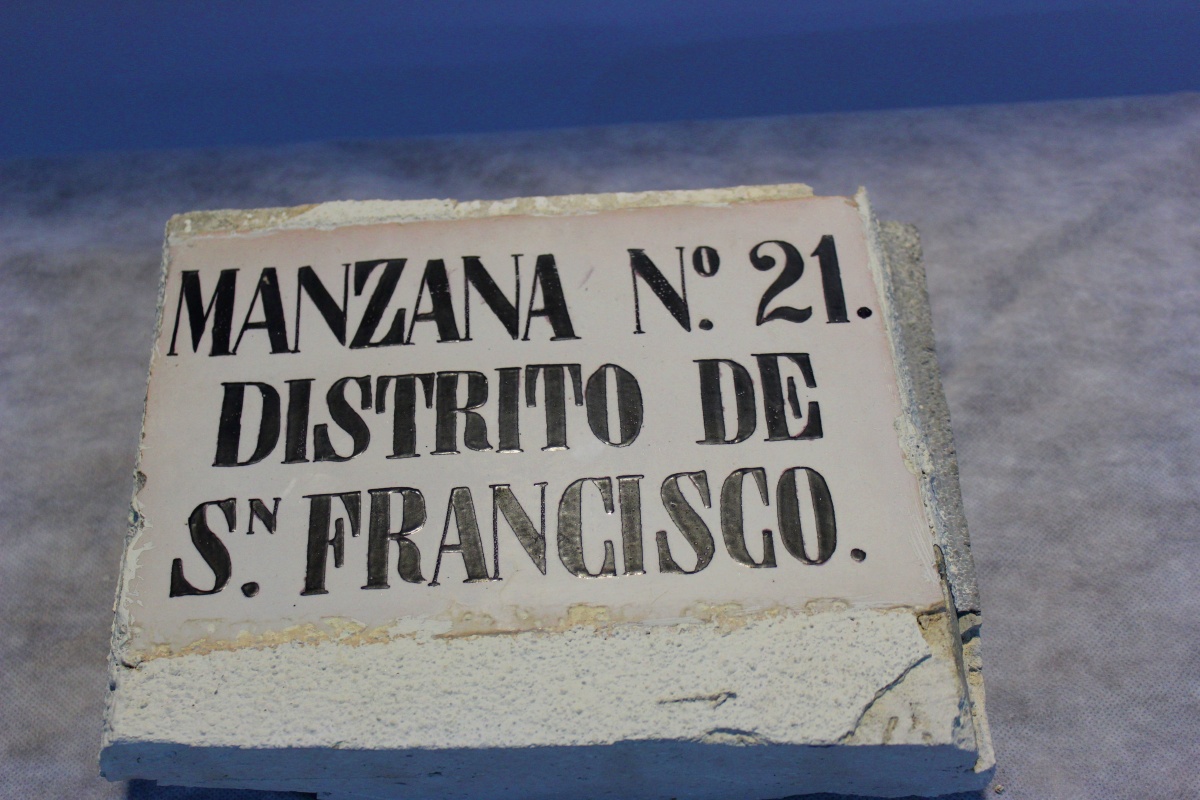 MANZANA Nº. 21.
DISTRITO DE
SN. FRANCISCO.